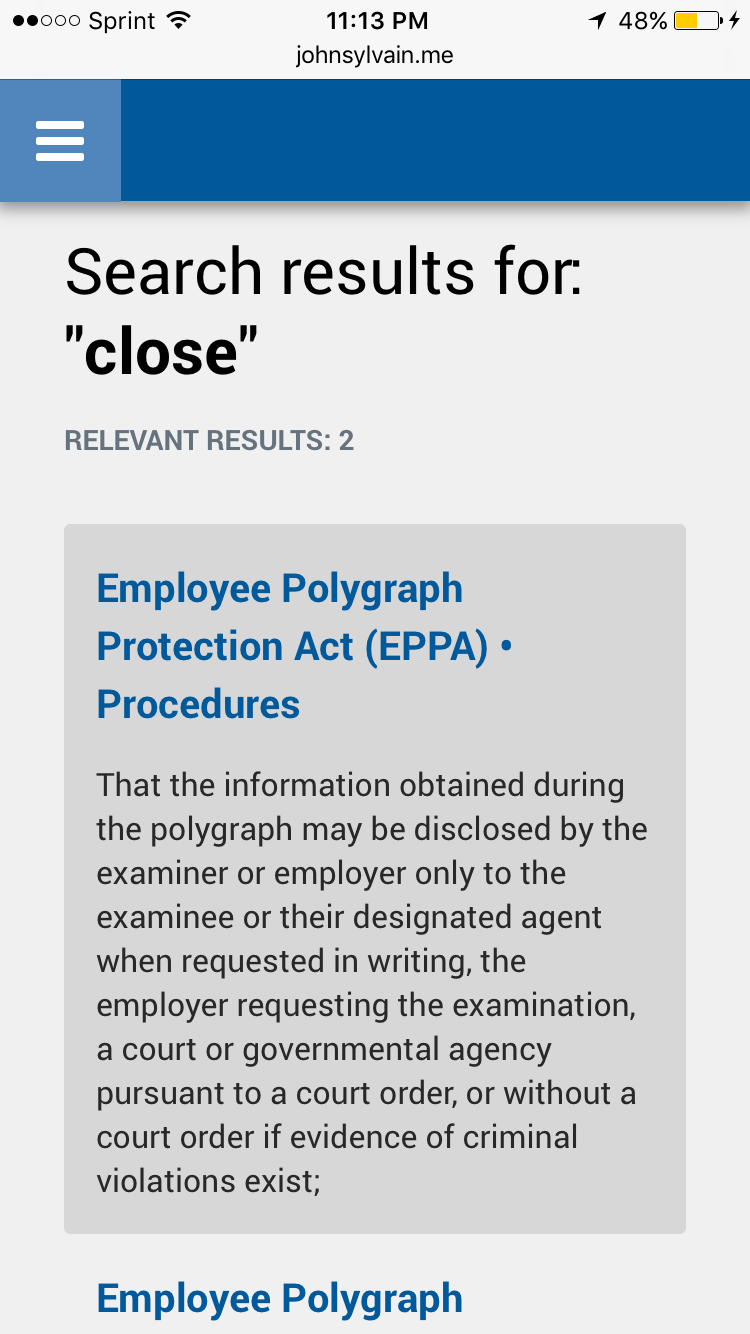 Sprint 11:13 PM 48%
johnsylvain.me
Search results for:
"close"
RELEVANT RESULTS: 2
Employee Polygraph
Protection Act (EPPA) •
Procedures
That the information obtained during
the polygraph may be disclosed by the
examiner or employer only to the
examinee or their designated agent
when requested in writing, the
employer requesting the examination,
a court or governmental agency
pursuant to a court order, or without a
court order if evidence of criminal
violations exist;
Employee Polygraph